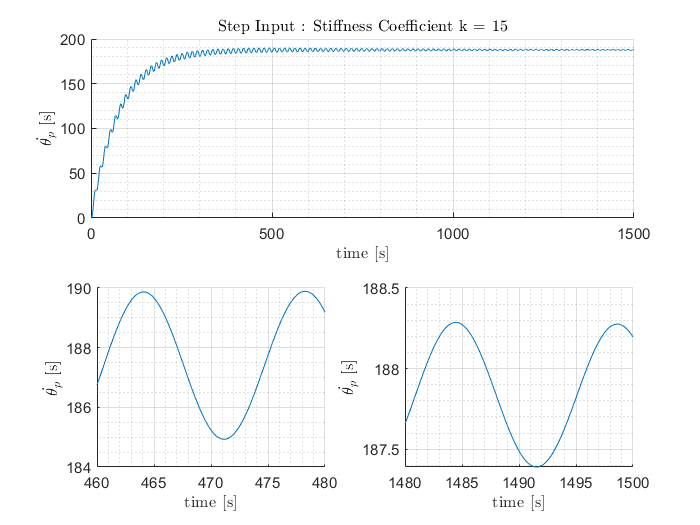 Step Input : Stiffness Coefficient k = 15
200
150
100
50
0
0 500 1000 1500
θ̇ₚ [s]
time [s]
190
188
186
184
460 465 470 475 480
θ̇ₚ [s]
time [s]
188.5
188
187.5
1480 1485 1490 1495 1500
θ̇ₚ [s]
time [s]